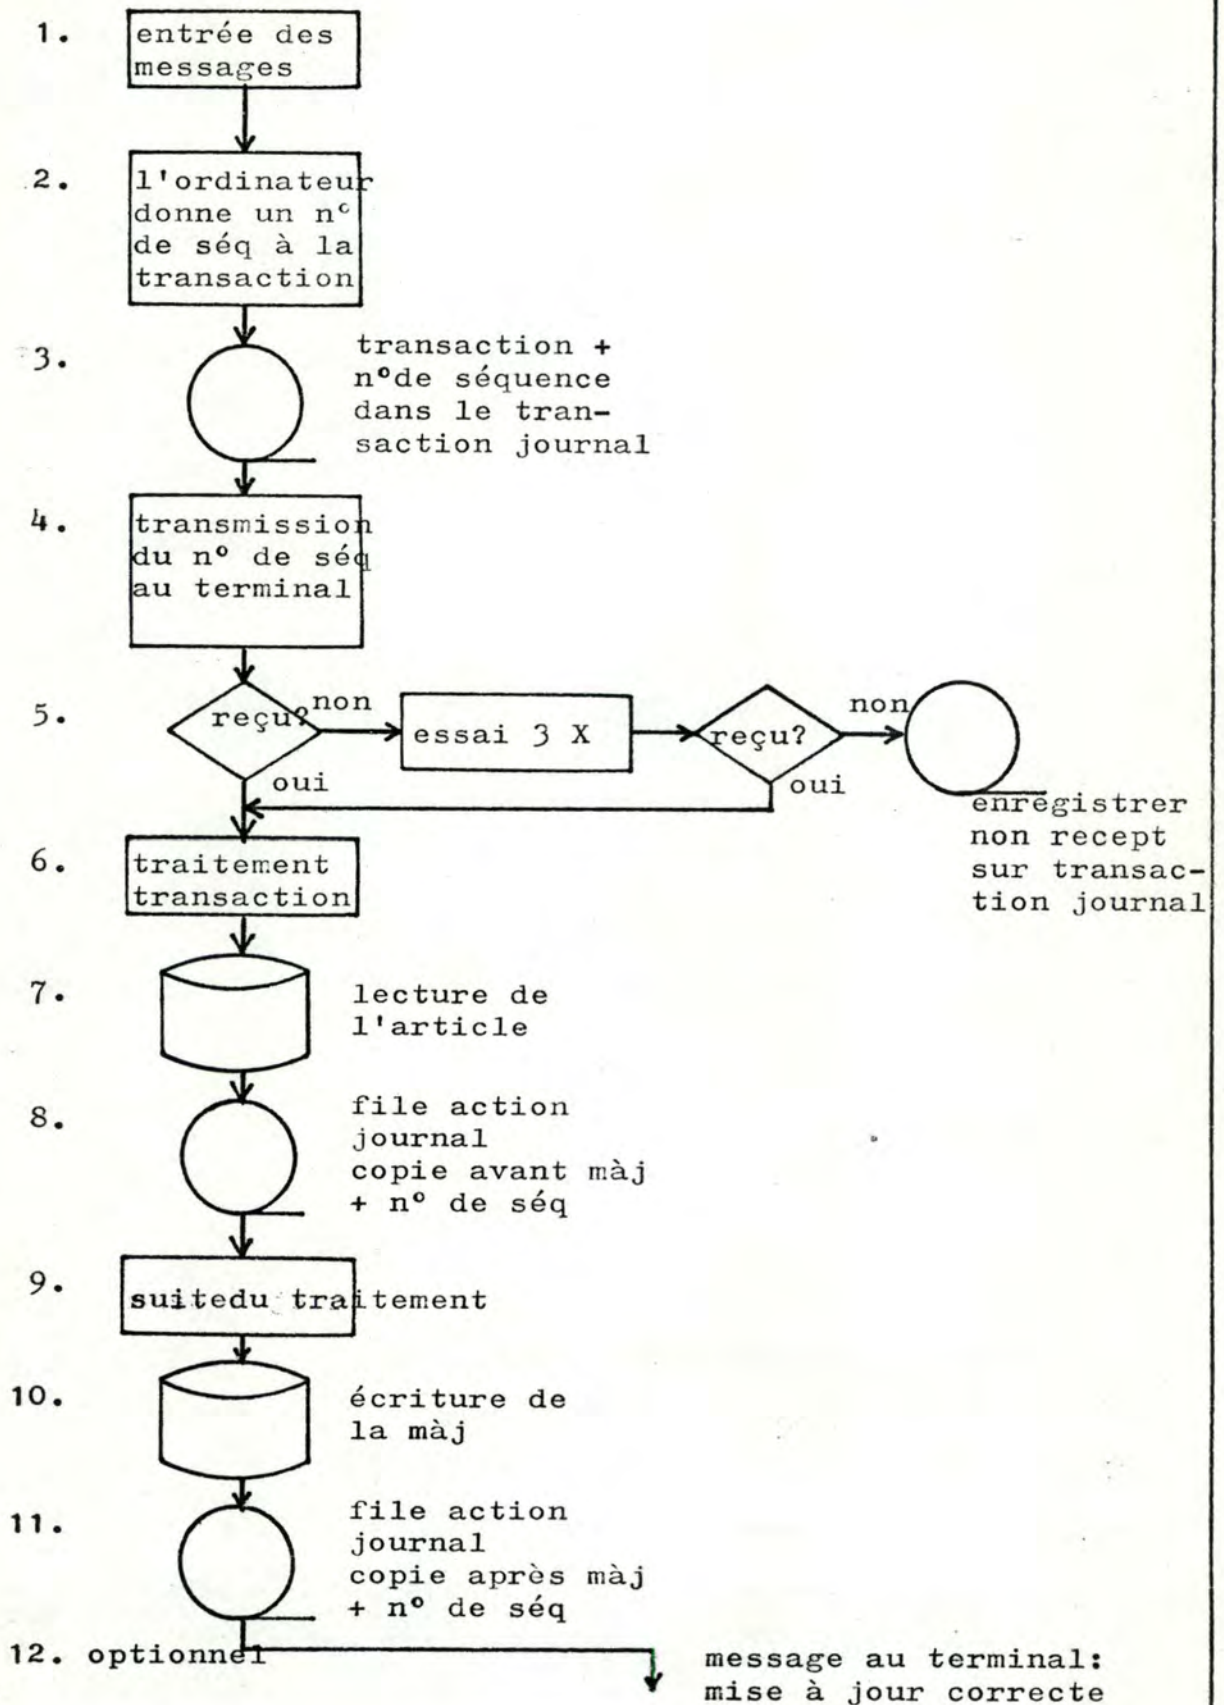 1.
entrée des
messages
2.
l'ordinateur
donne un n°
de séq à la
transaction
3.
transaction +
n°de séquence
dans le tran-
saction journal
4.
transmission
du n° de séq
au terminal
5.
reçu?
non
essai 3 X
reçu?
non
oui
oui
enregistrer
non recept
sur transac-
tion journal
6.
traitement
transaction
7.
lecture de
l'article
8.
file action
journal
copie avant màj
+ n° de séq
9.
suitedu traitement
10.
écriture de
la màj
11.
file action
journal
copie après màj
+ n° de séq
12. optionnel
message au terminal:
mise à jour correcte